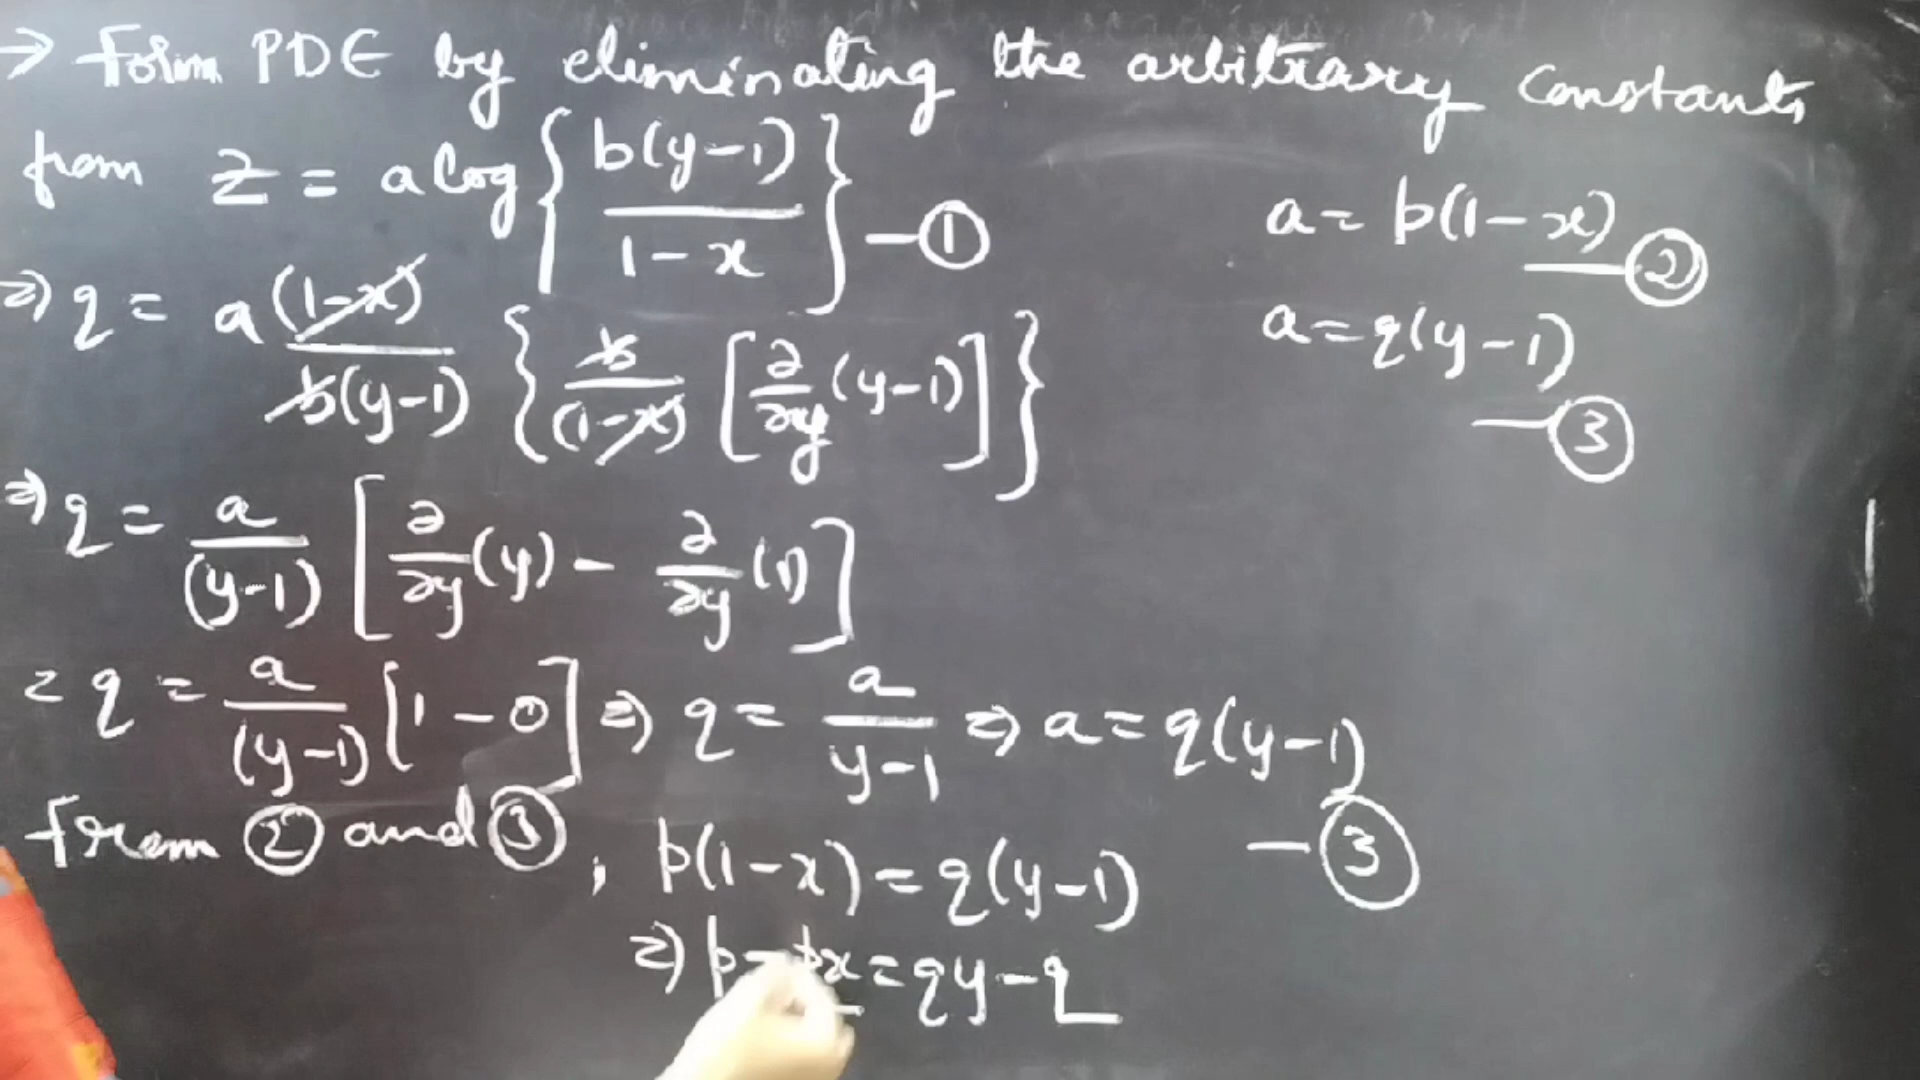 → Form PDE by eliminating the arbitrary constants
from z = a log { b(y-1) / 1-x } — ①
a = p(1-x) — ②
a = q(y-1) — ③
⇒ q = a (1-x) / b(y-1) { b / (1-x) [ ∂/∂y (y-1) ] }
⇒ q = a / (y-1) [ ∂/∂y (y) - ∂/∂y (1) ]
= q = a / (y-1) [1-0] ⇒ q = a / y-1 ⇒ a = q(y-1) — ③
From ② and ③, p(1-x) = q(y-1)
⇒ p - px = qy - q